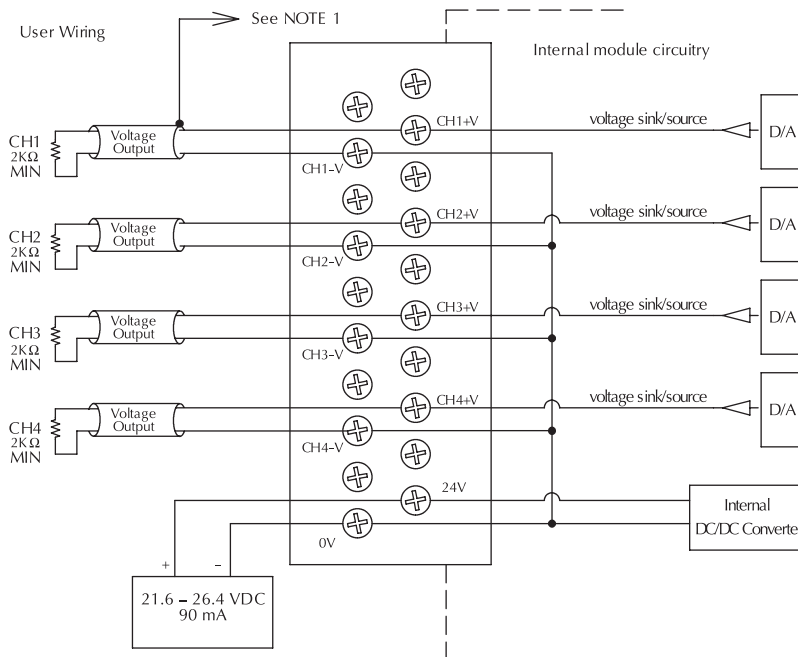 User Wiring
See NOTE 1
Internal module circuitry
CH1
2KΩ
MIN
Voltage
Output
CH1+V
CH1–V
voltage sink/source
D/A
CH2
2KΩ
MIN
Voltage
Output
CH2+V
CH2–V
voltage sink/source
D/A
CH3
2KΩ
MIN
Voltage
Output
CH3+V
CH3–V
voltage sink/source
D/A
CH4
2KΩ
MIN
Voltage
Output
CH4+V
CH4–V
voltage sink/source
D/A
24V
0V
Internal
DC/DC Converte
+ –
21.6 – 26.4 VDC
90 mA